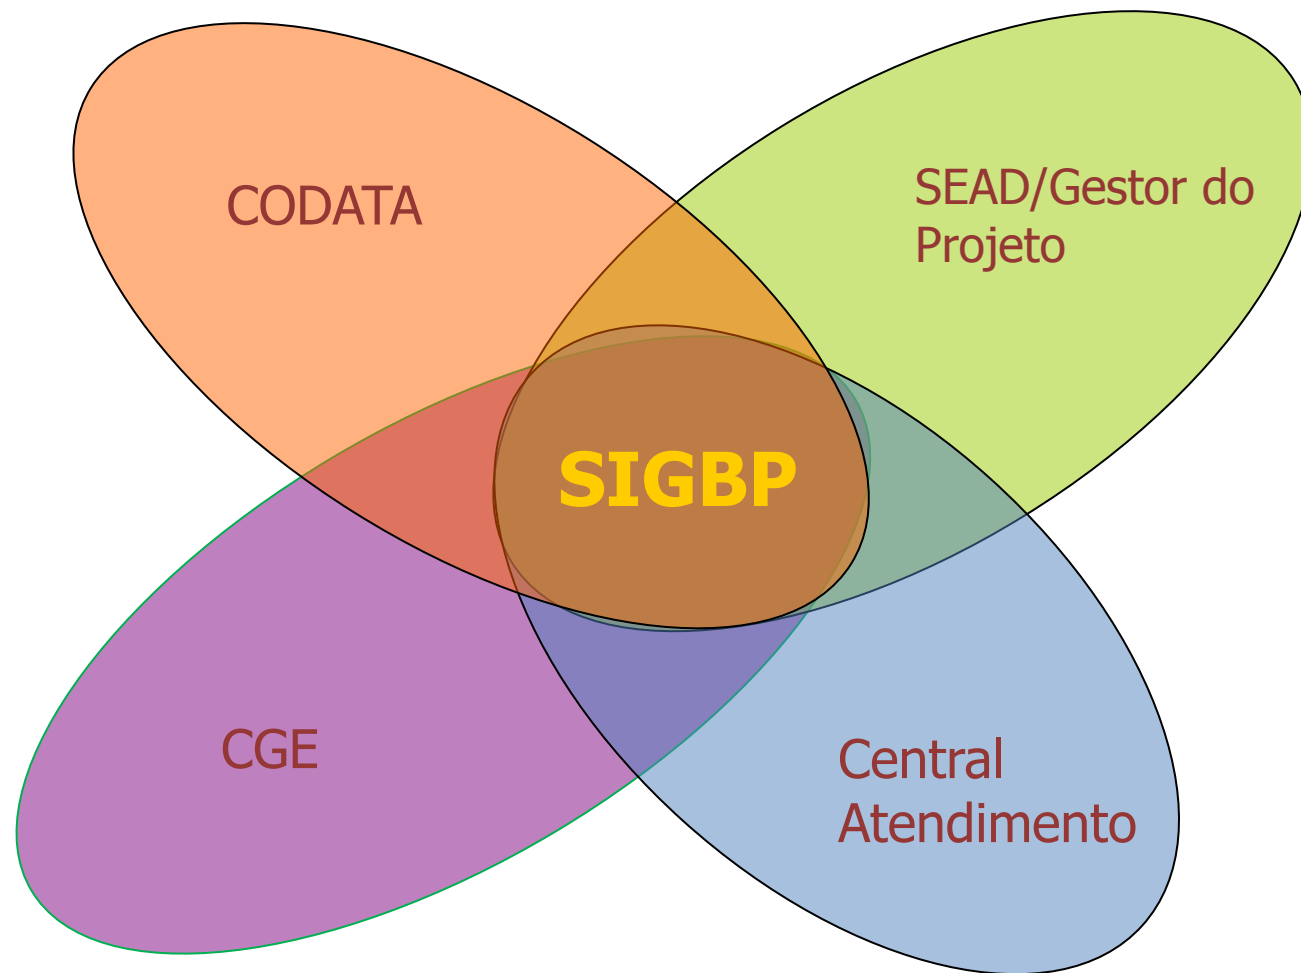 CODATA
SEAD/Gestor do
Projeto
SIGBP
CGE
Central
Atendimento